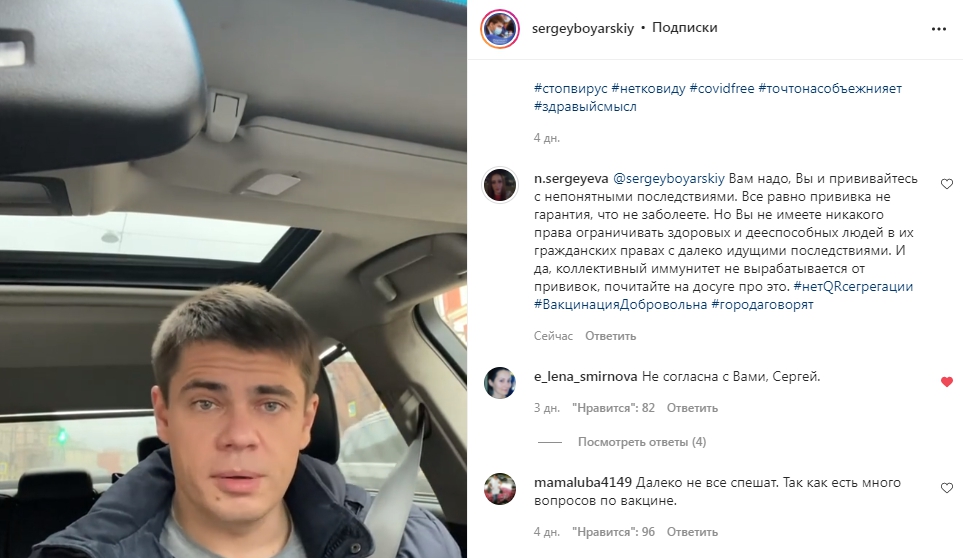 sergeyboyarskiy • Подписки
#стопвирус #нетковиду #covidfree #точтонасобъежнияет
#здравыйсмысл
4 дн.
n.sergeyeva @sergeyboyarskiy Вам надо, Вы и прививайтесь
с непонятными последствиями. Все равно прививка не
гарантия, что не заболеете. Но Вы не имеете никакого
права ограничивать здоровых и дееспособных людей в их
гражданских правах с далеко идущими последствиями. И
да, коллективный иммунитет не вырабатывается от
прививок, почитайте на досуге про это. #нетQRсегрегации
#ВакцинацияДобровольна #городаговорят
Сейчас Ответить
e_lena_smirnova Не согласна с Вами, Сергей.
3 дн. "Нравится": 82 Ответить
Посмотреть ответы (4)
mamaluba4149 Далеко не все спешат. Так как есть много
вопросов по вакцине.
4 дн. "Нравится": 96 Ответить